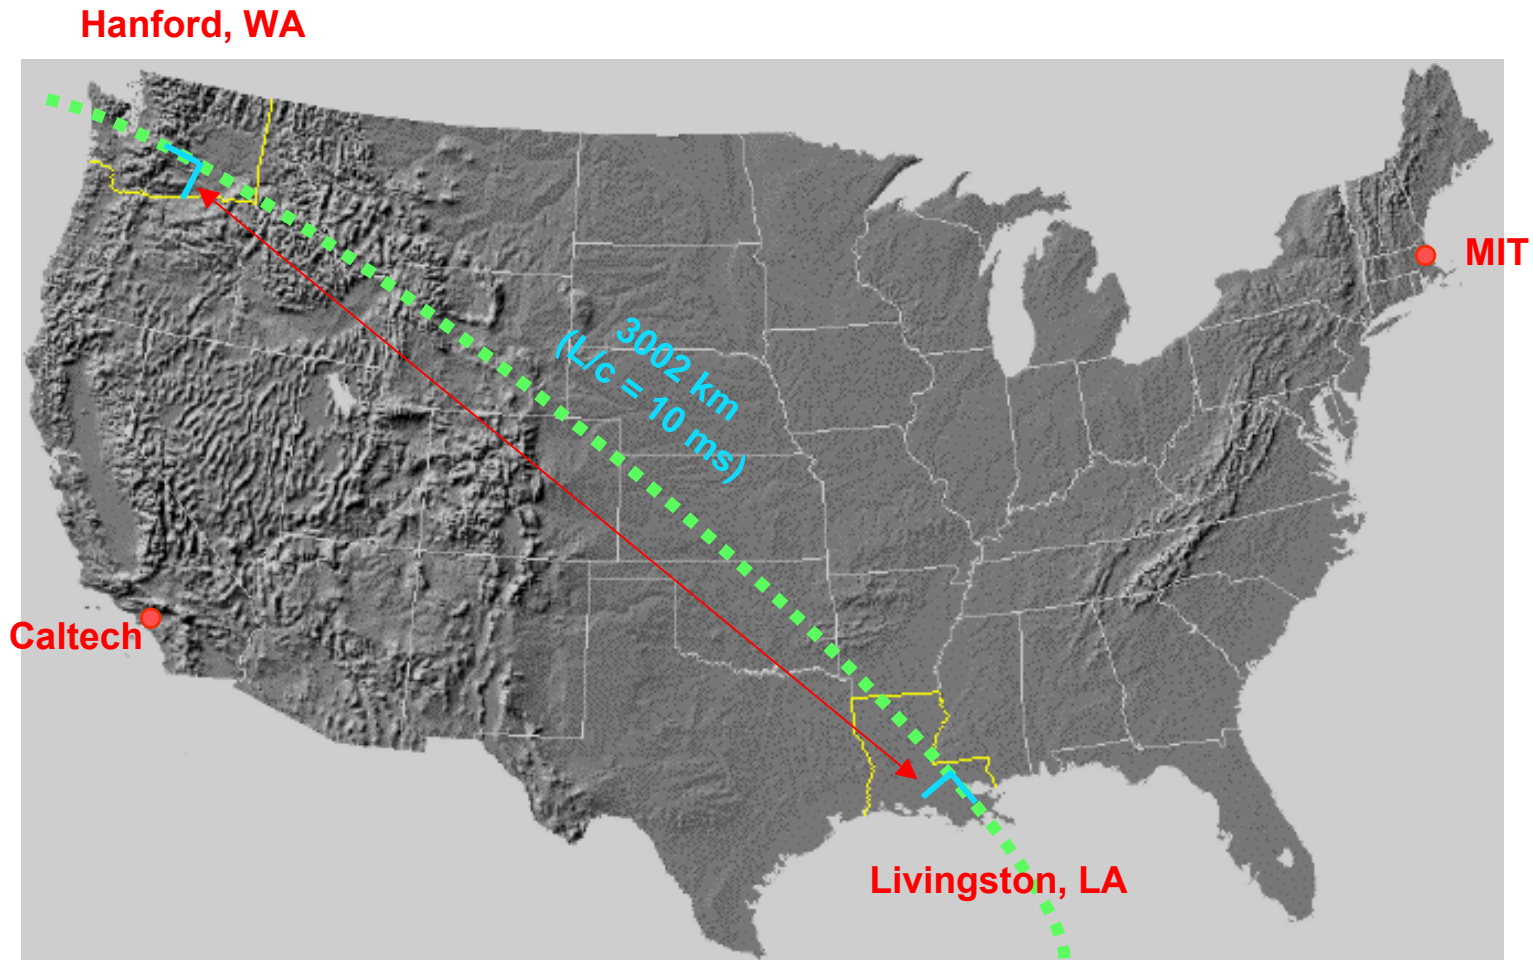 Hanford, WA
MIT
3002 km
(L/c = 10 ms)
Caltech
Livingston, LA